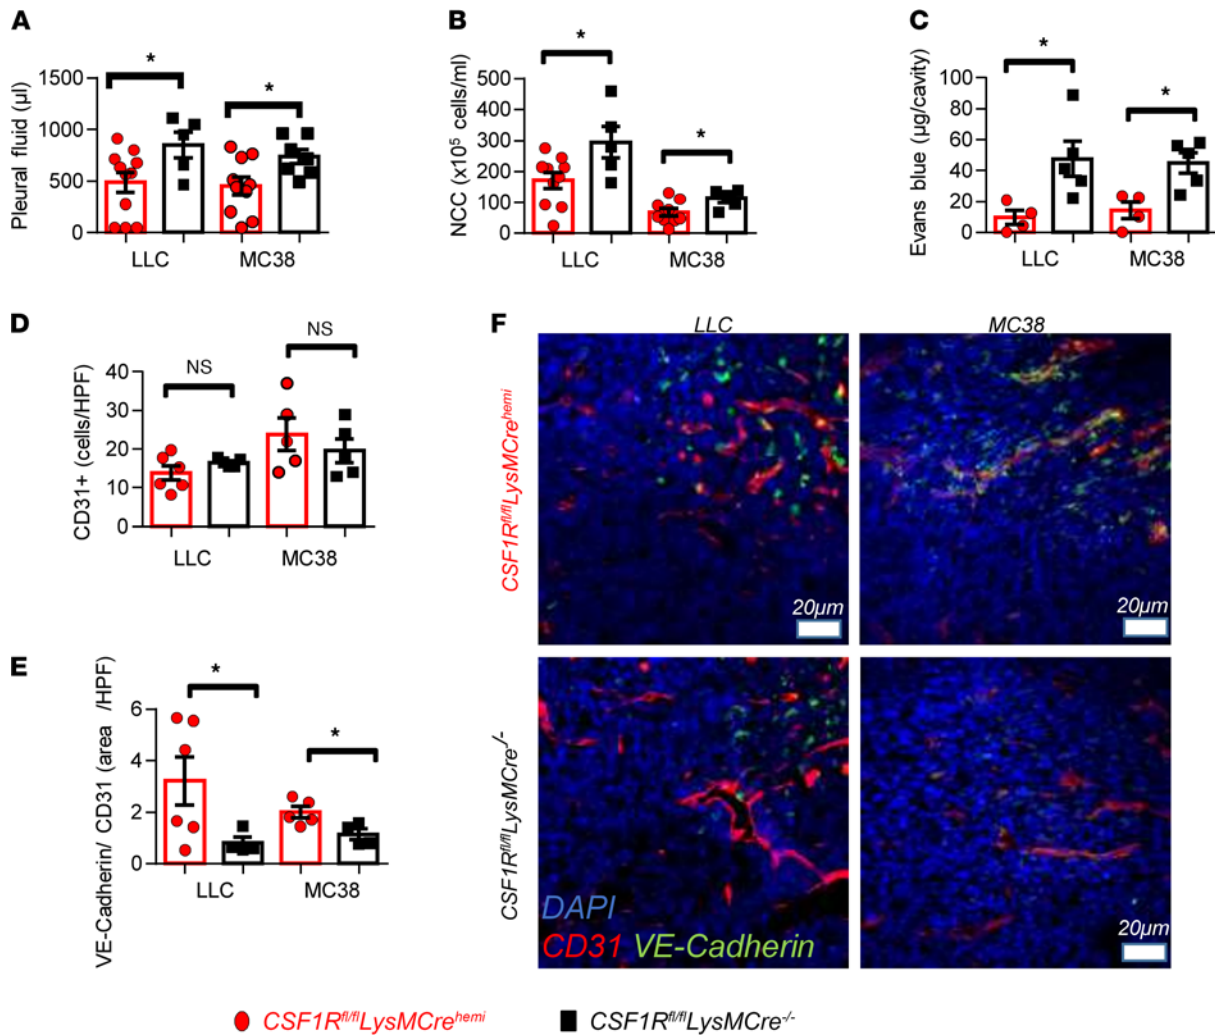 A
Pleural fluid (µl)
1500
1000
500
0
*
*
LLC
MC38
B
NCC (x10⁵ cells/ml)
500
400
300
200
100
0
*
*
LLC
MC38
C
Evans blue (µg/cavity)
100
80
60
40
20
0
*
*
LLC
MC38
D
CD31+ (cells/HPF)
40
30
20
10
0
NS
NS
LLC
MC38
E
VE-Cadherin/ CD31 (area /HPF)
6
4
2
0
*
*
LLC
MC38
F
LLC
MC38
CSF1R^fl/fl LysMCre^hemi
20µm
20µm
CSF1R^fl/fl LysMCre^-/-
DAPI
CD31 VE-Cadherin
20µm
CSF1R^fl/fl LysMCre^hemi
CSF1R^fl/fl LysMCre^-/-